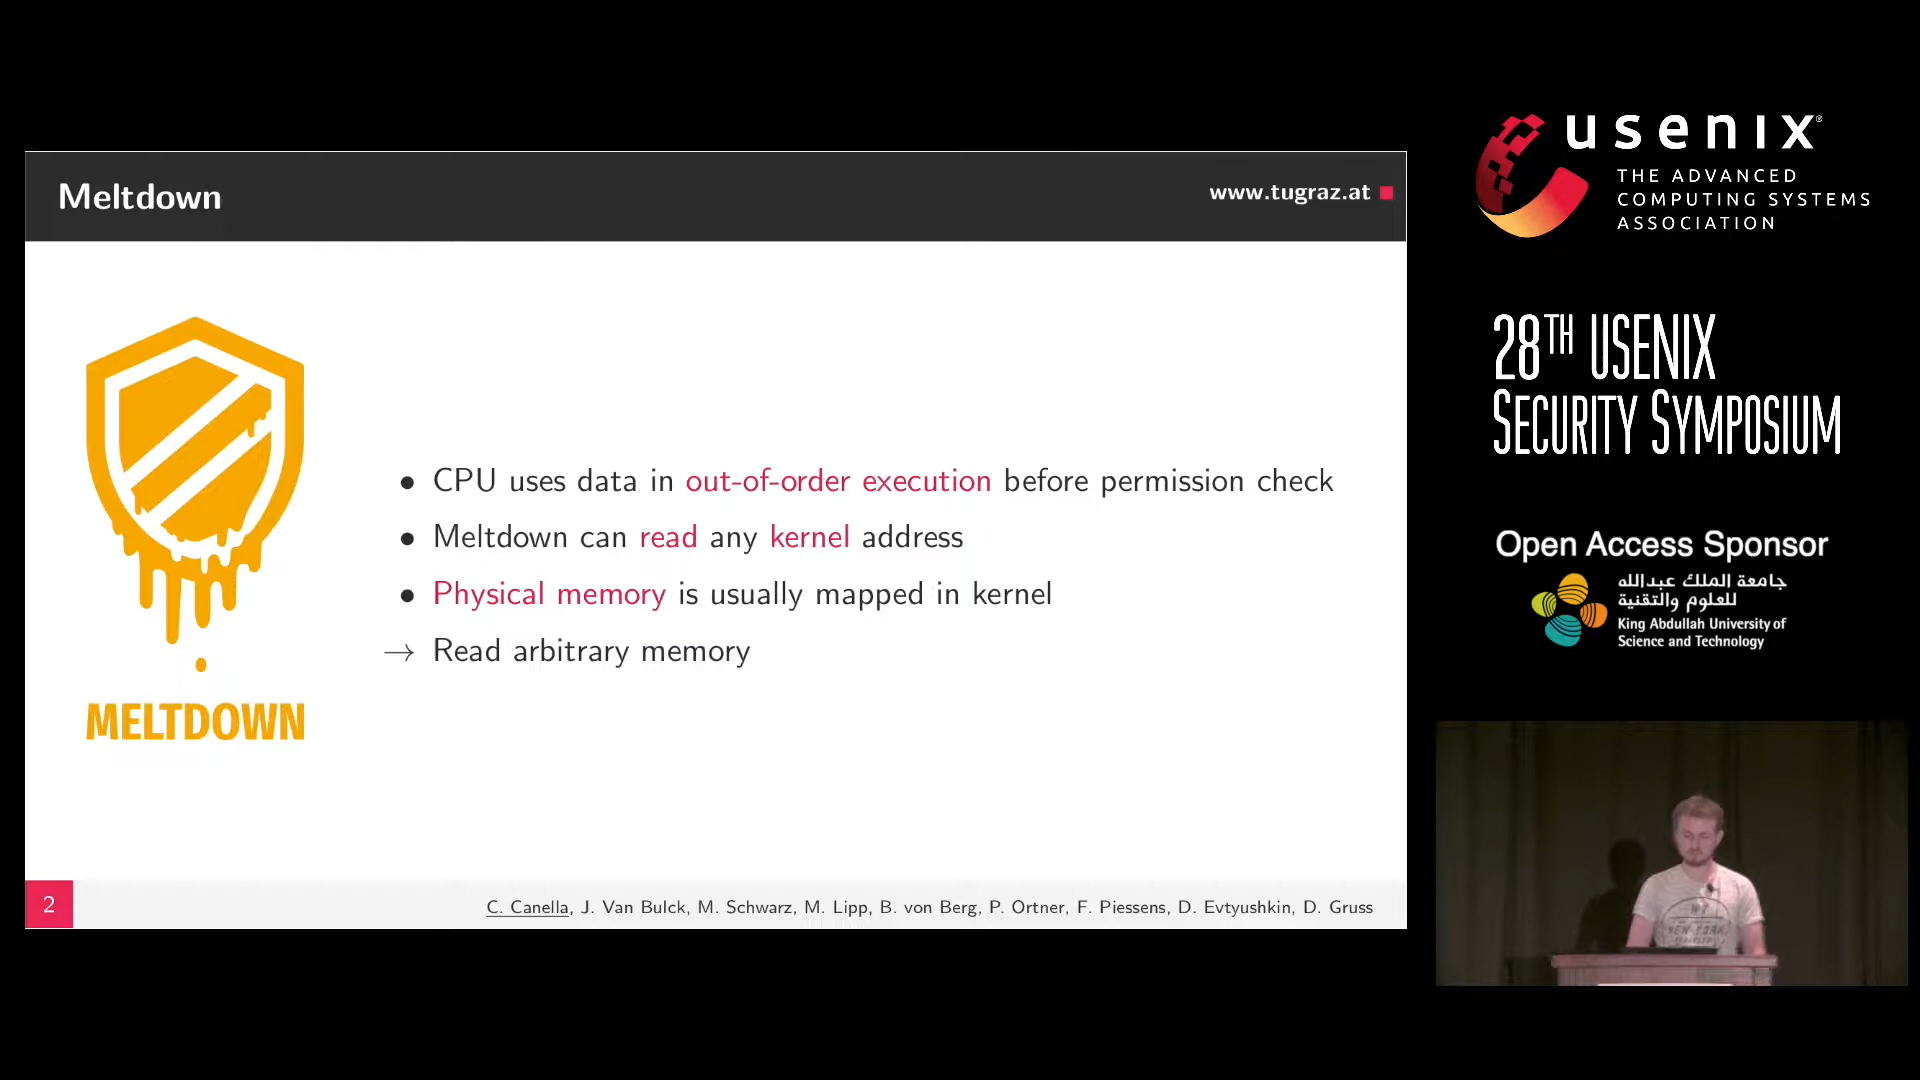 Meltdown
www.tugraz.at
MELTDOWN
• CPU uses data in out-of-order execution before permission check
• Meltdown can read any kernel address
• Physical memory is usually mapped in kernel
→ Read arbitrary memory
2
C. Canella, J. Van Bulck, M. Schwarz, M. Lipp, B. von Berg, P. Ortner, F. Piessens, D. Evtyushkin, D. Gruss
usenix®
THE ADVANCED
COMPUTING SYSTEMS
ASSOCIATION
28TH USENIX
SECURITY SYMPOSIUM
Open Access Sponsor
جامعة الملك عبدالله
للعلوم والتقنية
King Abdullah University of
Science and Technology
NEW YORK